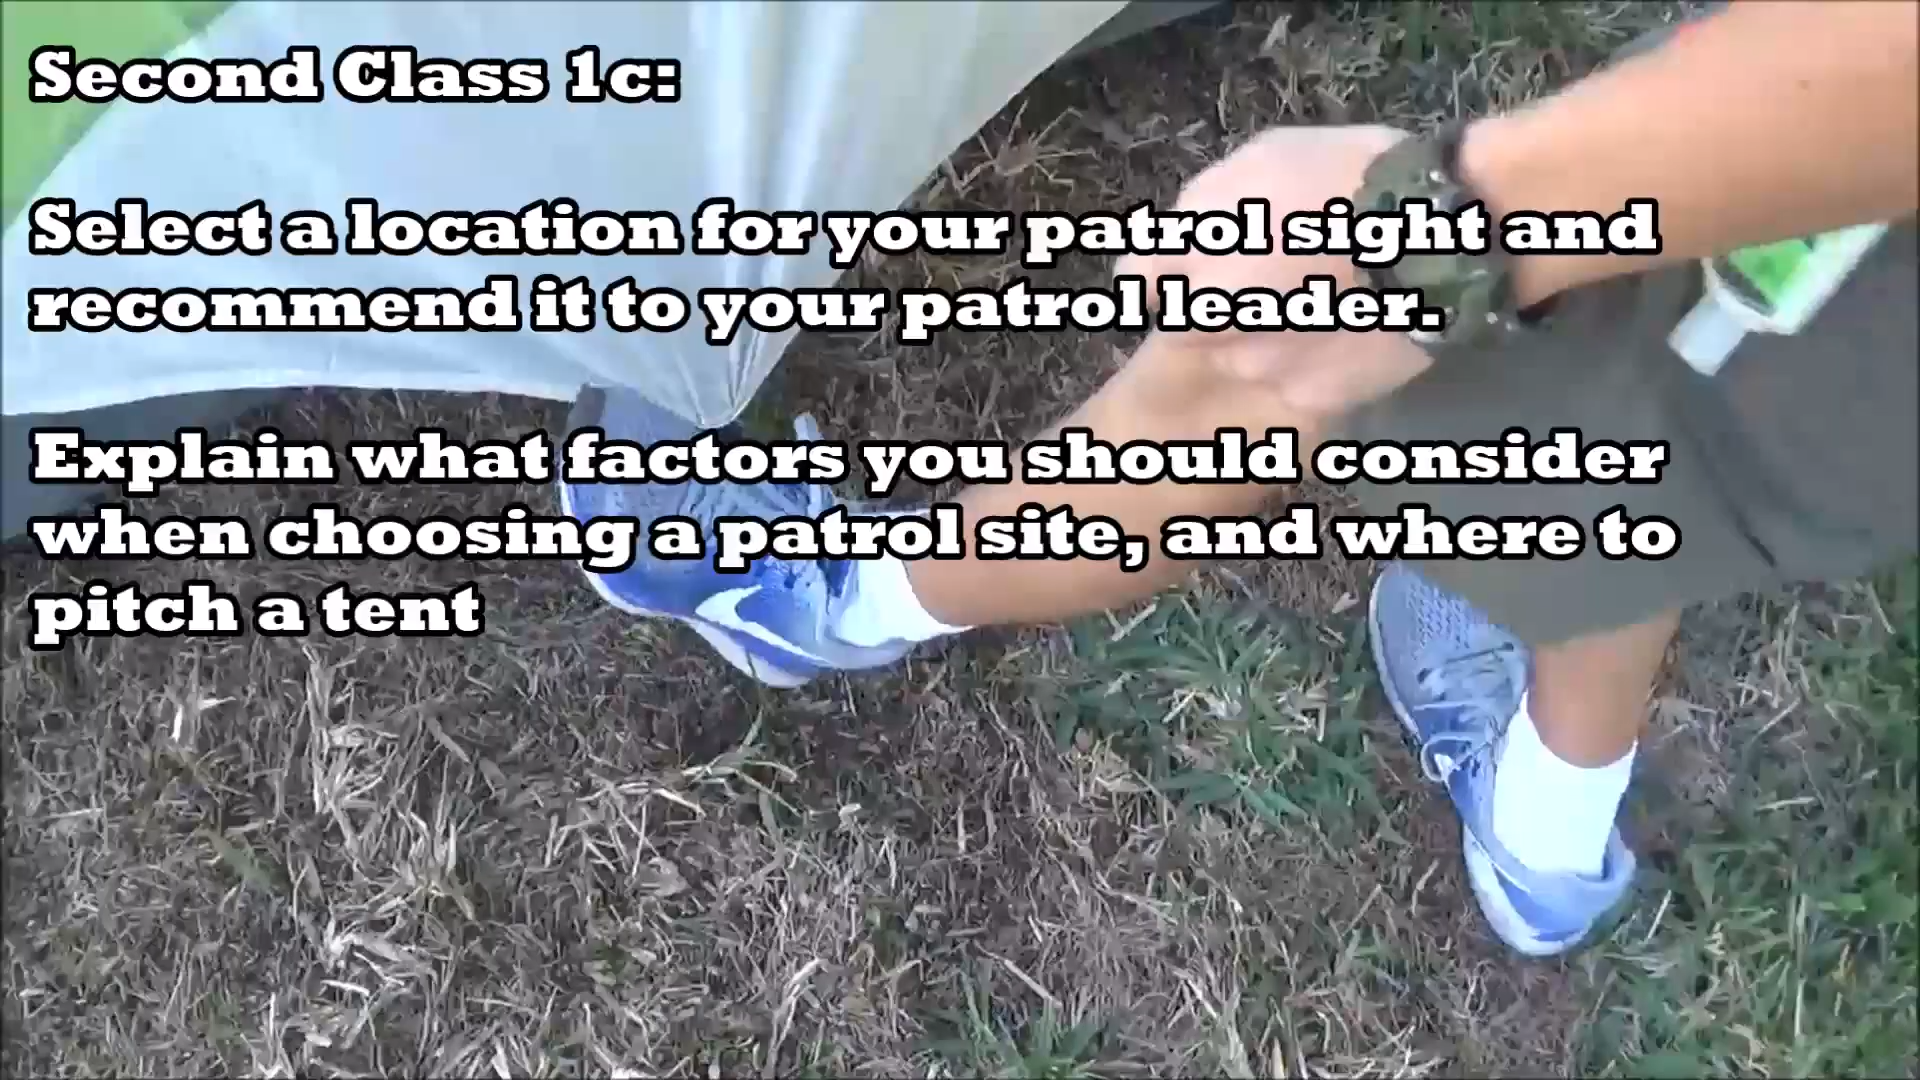 Second Class 1c:
Select a location for your patrol sight and
recommend it to your patrol leader.
Explain what factors you should consider
when choosing a patrol site, and where to
pitch a tent